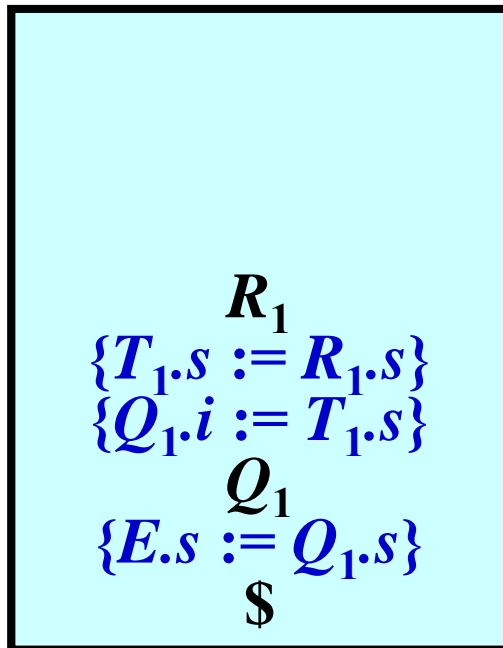 R₁
{T₁.s := R₁.s}
{Q₁.i := T₁.s}
Q₁
{E.s := Q₁.s}
$